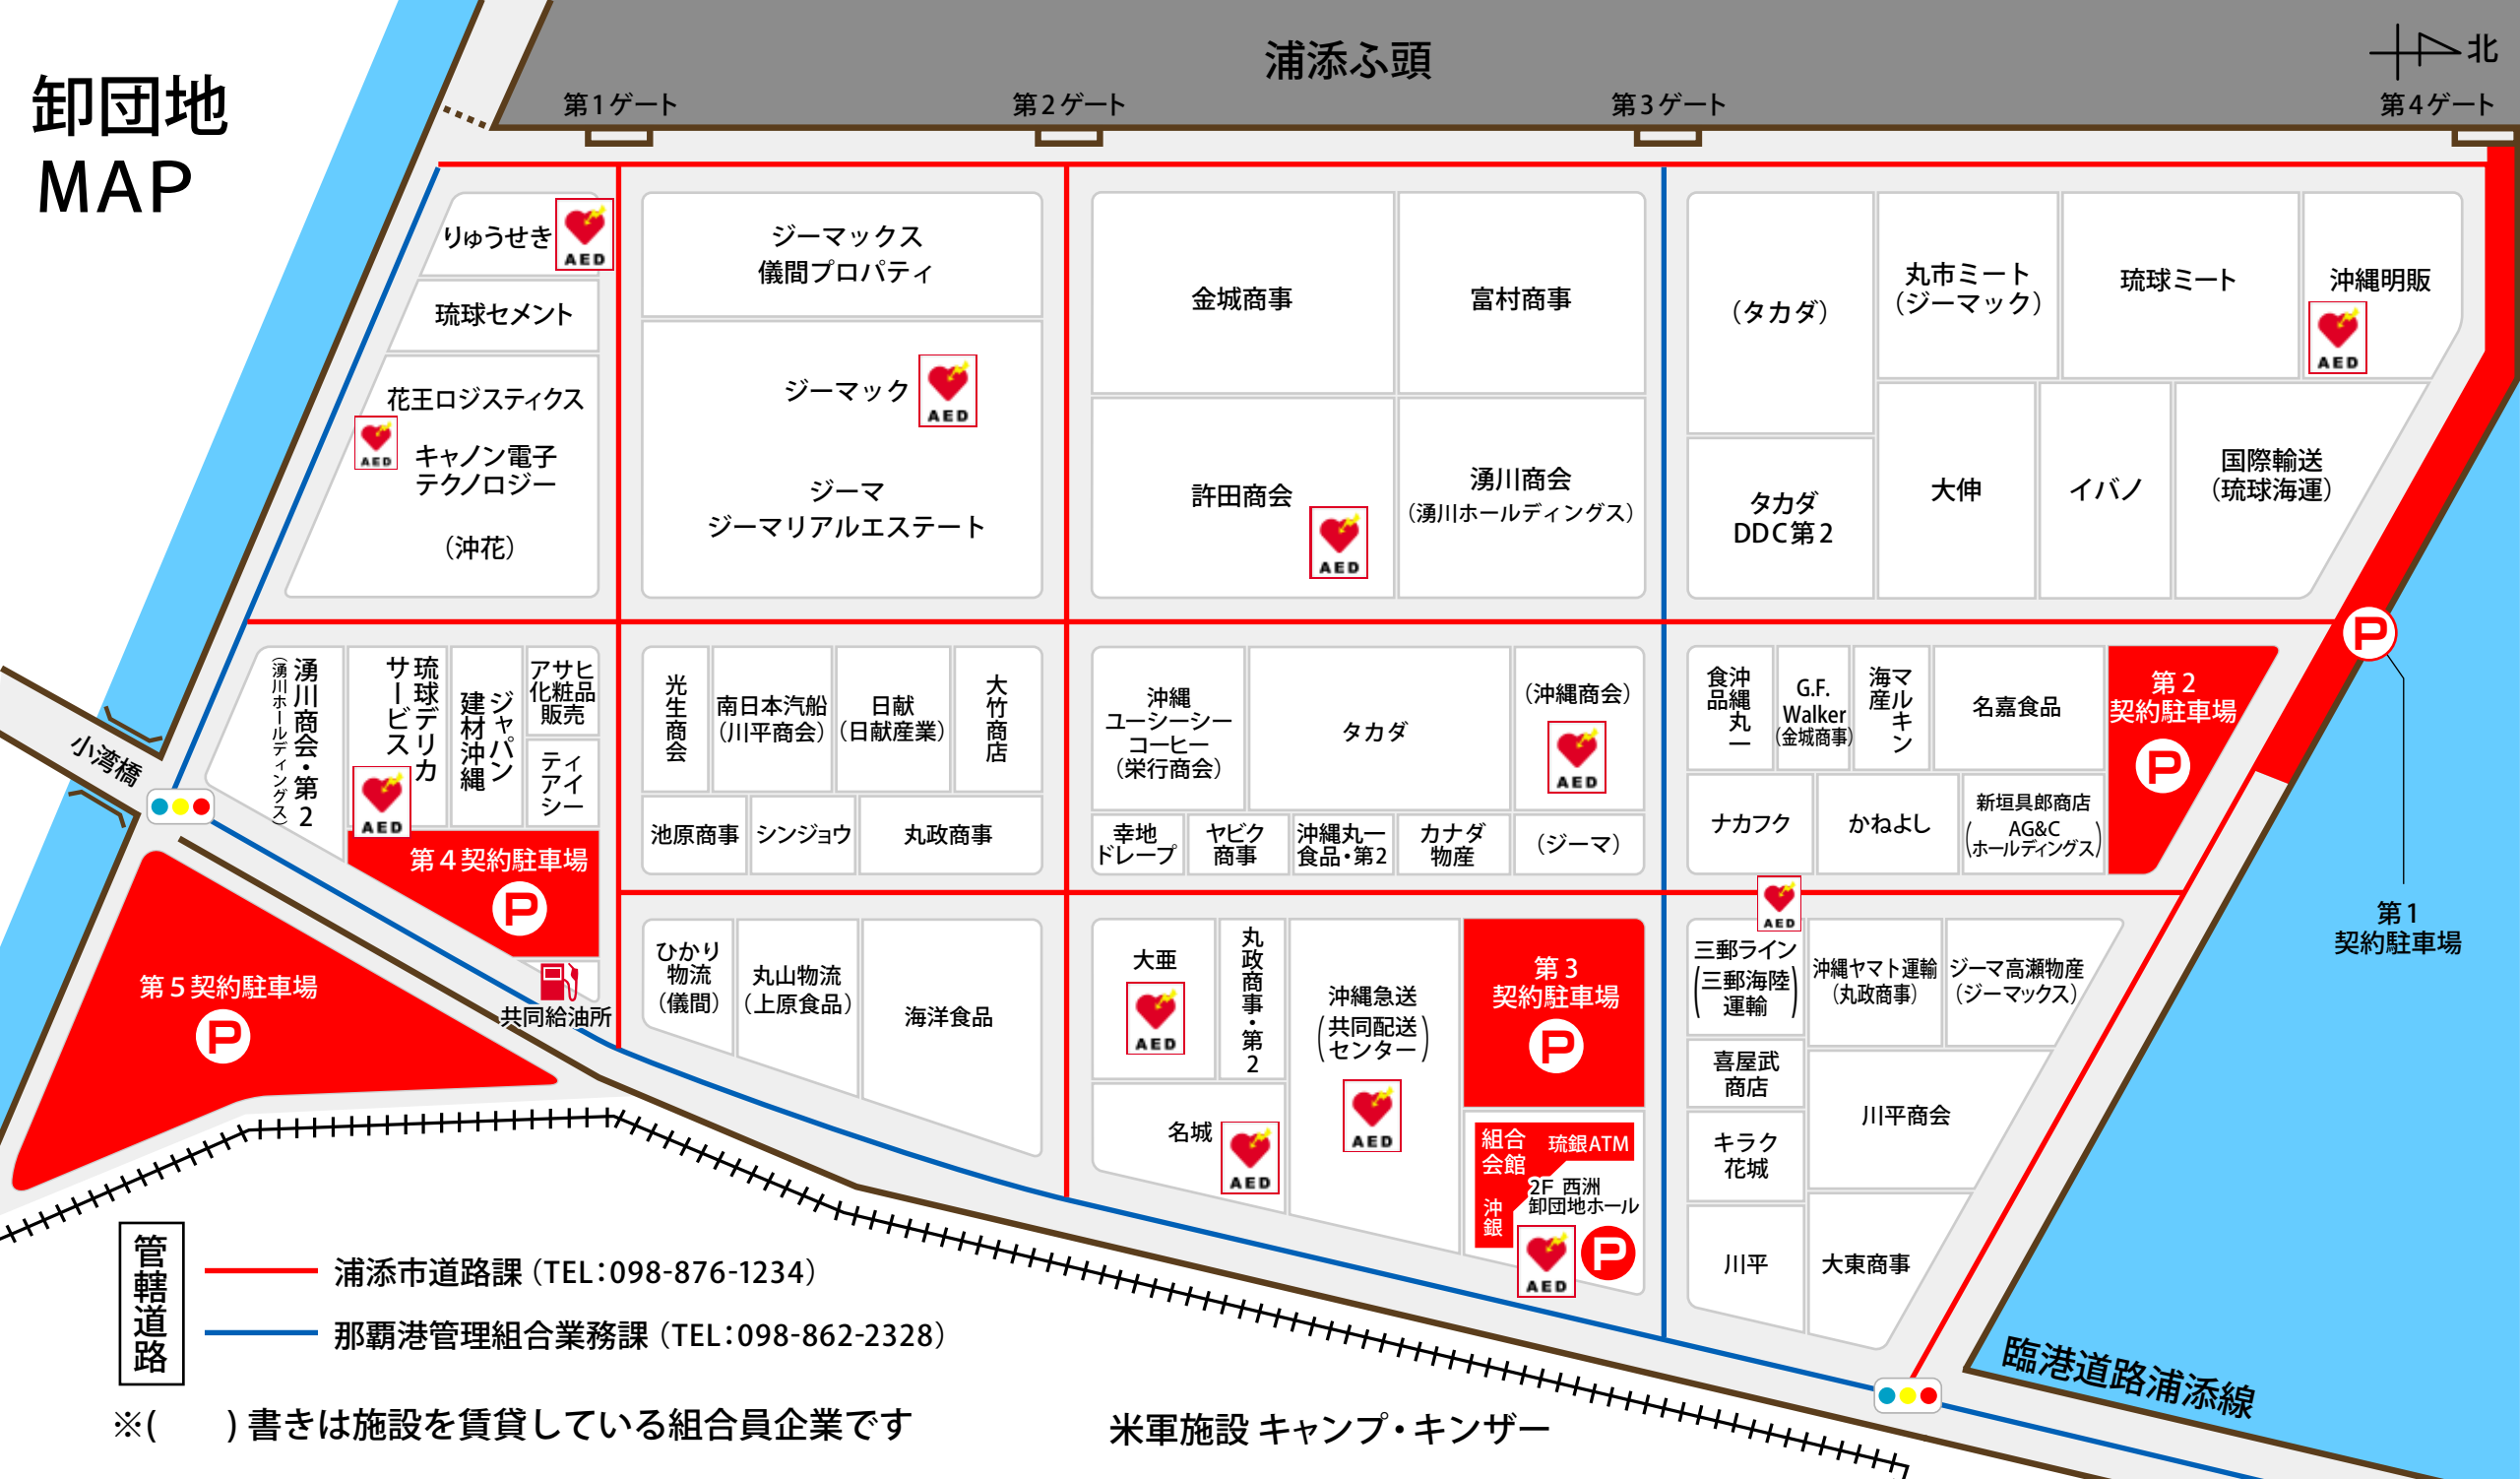 卸団地
MAP
浦添ふ頭
北
第1ゲート
第2ゲート
第3ゲート
第4ゲート
りゅうせき
AED
琉球セメント
花王ロジスティクス
AED
キャノン電子
テクノロジー
（沖花）
ジーマックス
儀間プロパティ
ジーマック
AED
ジーマ
ジーマリアルエステート
金城商事
富村商事
許田商会
AED
湧川商会
（湧川ホールディングス）
（タカダ）
丸市ミート
（ジーマック）
琉球ミート
沖縄明販
AED
タカダ
DDC第2
大伸
イバノ
国際輸送
（琉球海運）
湧川商会・第2
（湧川ホールディングス）
琉球デリカ
サービス
AED
ジャパン
建材沖縄
アサヒ
化粧品
販売
ティ
アイ
シー
第4契約駐車場
P
光生商会
南日本汽船
（川平商会）
日献
（日献産業）
大竹商店
池原商事
シンジョウ
丸政商事
沖縄
ユーシーシー
コーヒー
（栄行商会）
タカダ
（沖縄商会）
AED
幸地
ドレープ
ヤビク
商事
沖縄丸一
食品・第2
カナダ
物産
（ジーマ）
沖縄丸一
食品
G.F.
Walker
（金城商事）
マルキン
海産
名嘉食品
第2
契約駐車場
P
ナカフク
かねよし
新垣具郎商店
（AG&C
ホールディングス）
P
第1
契約駐車場
小湾橋
第5契約駐車場
P
共同給油所
ひかり
物流
（儀間）
丸山物流
（上原食品）
海洋食品
大亜
AED
丸政商事・第2
名城
AED
沖縄急送
（共同配送
センター）
AED
第3
契約駐車場
P
組合
会館
琉銀ATM
沖銀
2F 西洲
卸団地ホール
AED
P
AED
三郵ライン
（三郵海陸
運輸）
沖縄ヤマト運輸
（丸政商事）
ジーマ高瀬物産
（ジーマックス）
喜屋武
商店
川平商会
キラク
花城
川平
大東商事
臨港道路浦添線
管轄道路
浦添市道路課（TEL：098-876-1234）
那覇港管理組合業務課（TEL：098-862-2328）
※(　　)書きは施設を賃貸している組合員企業です
米軍施設 キャンプ・キンザー